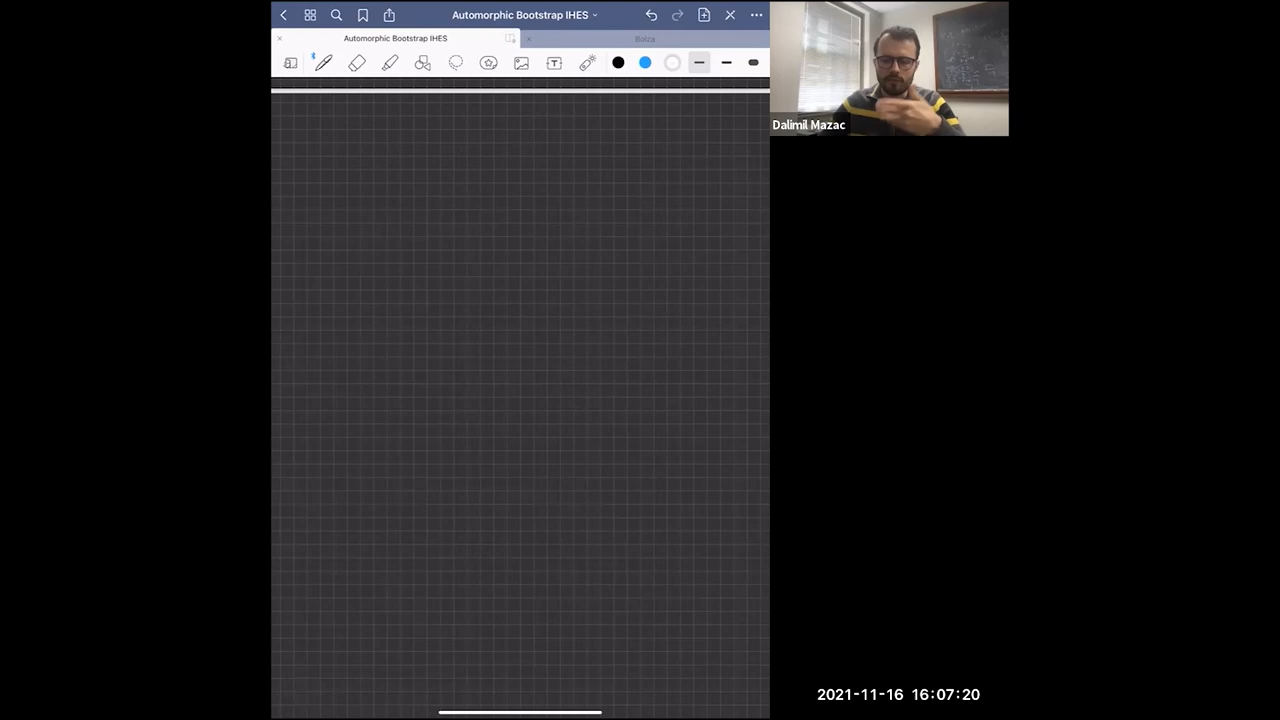 Automorphic Bootstrap IHES
Automorphic Bootstrap IHES
Bolza
T
Dalimil Mazac
2021-11-16 16:07:20